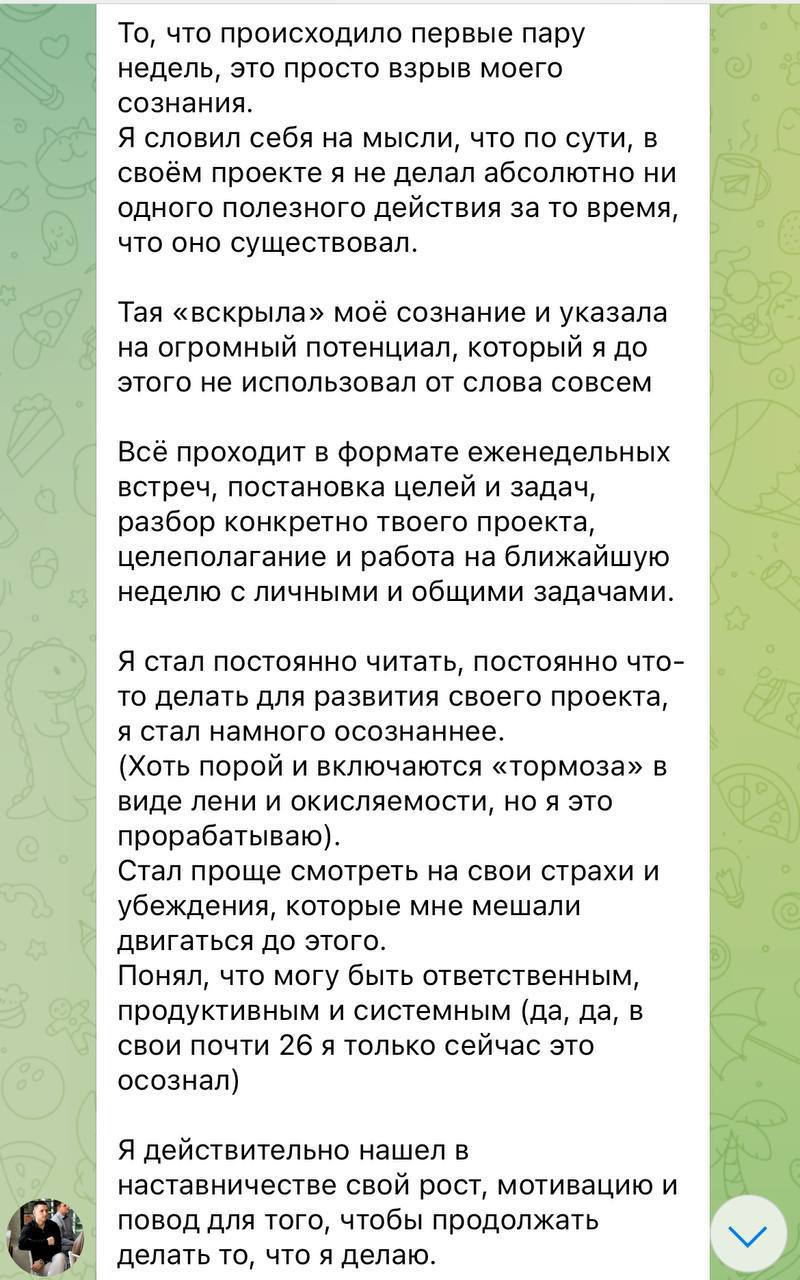 То, что происходило первые пару
недель, это просто взрыв моего
сознания.
Я словил себя на мысли, что по сути, в
своём проекте я не делал абсолютно ни
одного полезного действия за то время,
что оно существовал.
Тая «вскрыла» моё сознание и указала
на огромный потенциал, который я до
этого не использовал от слова совсем
Всё проходит в формате еженедельных
встреч, постановка целей и задач,
разбор конкретно твоего проекта,
целеполагание и работа на ближайшую
неделю с личными и общими задачами.
Я стал постоянно читать, постоянно что-
то делать для развития своего проекта,
я стал намного осознаннее.
(Хоть порой и включаются «тормоза» в
виде лени и окисляемости, но я это
прорабатываю).
Стал проще смотреть на свои страхи и
убеждения, которые мне мешали
двигаться до этого.
Понял, что могу быть ответственным,
продуктивным и системным (да, да, в
свои почти 26 я только сейчас это
осознал)
Я действительно нашел в
наставничестве свой рост, мотивацию и
повод для того, чтобы продолжать
делать то, что я делаю.